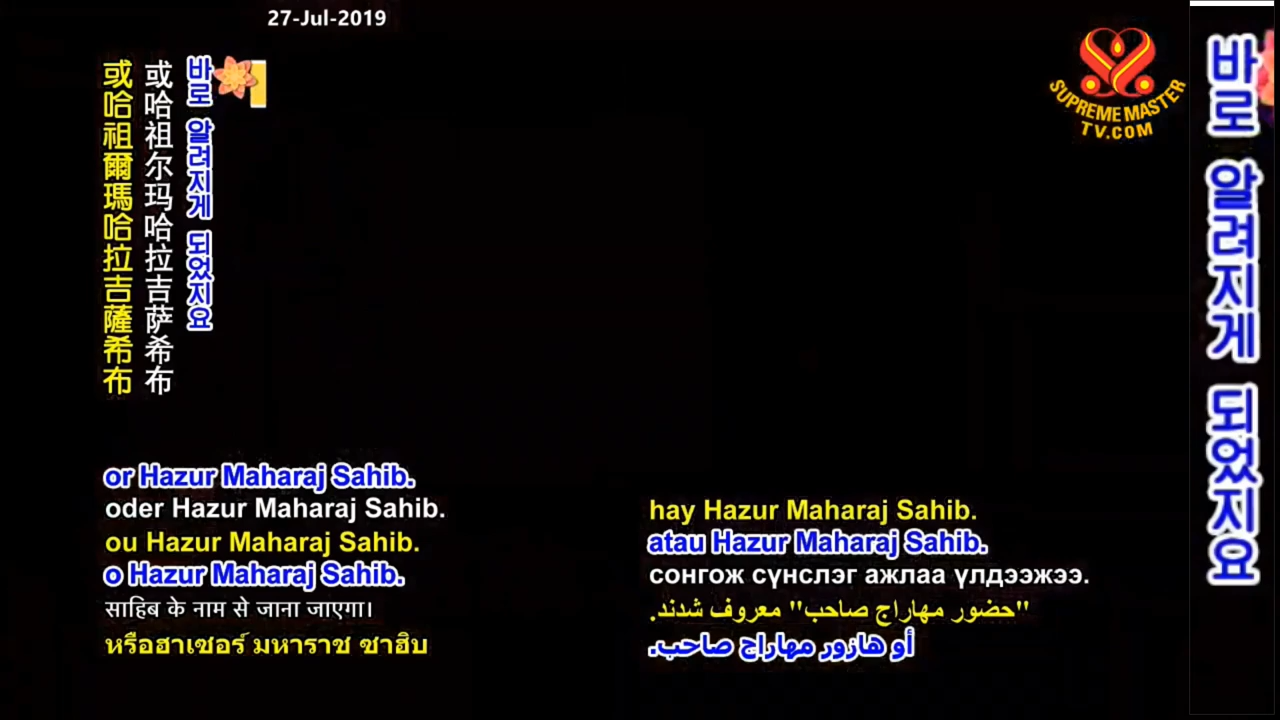 27-Jul-2019
SUPREME MASTER
TV.COM
或哈祖爾瑪哈拉吉薩希布
或哈祖尔玛哈拉吉萨希布
바로 알려지게 되었지요
바로 알려지게 되었지요
or Hazur Maharaj Sahib.
oder Hazur Maharaj Sahib.
ou Hazur Maharaj Sahib.
o Hazur Maharaj Sahib.
साहिब के नाम से जाना जाएगा।
หรือฮาเซอร์ มหาราช ซาฮิบ
hay Hazur Maharaj Sahib.
atau Hazur Maharaj Sahib.
сонгож сүнслэг ажлаа үлдээжээ.
"حضور مهاراج صاحب" معروف شدند.
أو هازور مهاراج صاحب.